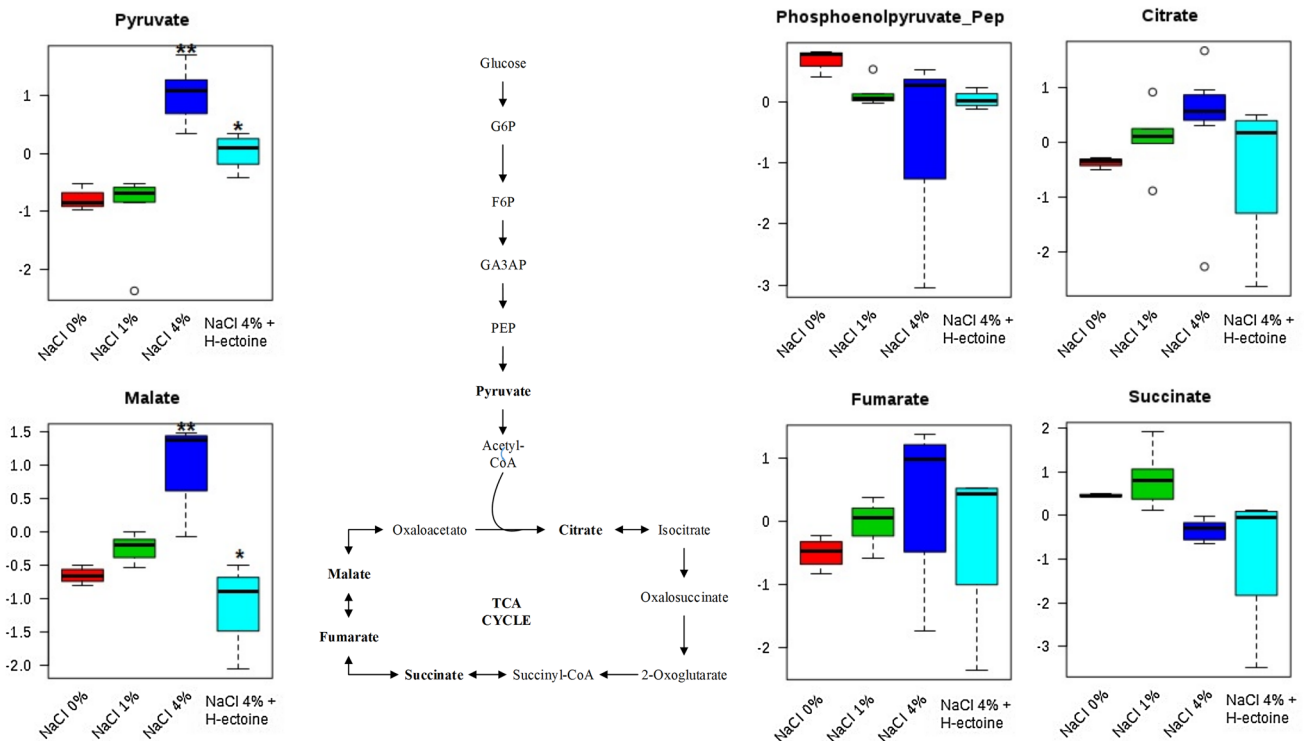 Pyruvate
**
*
1
0
-1
-2
NaCl 0%
NaCl 1%
NaCl 4%
NaCl 4% +
H-ectoine
Malate
**
*
1.5
1.0
0.5
0.0
-0.5
-1.0
-1.5
-2.0
NaCl 0%
NaCl 1%
NaCl 4%
NaCl 4% +
H-ectoine
Glucose
G6P
F6P
GA3AP
PEP
Pyruvate
Acetyl-
CoA
Oxaloacetato
Citrate
Isocitrate
Malate
Oxalosuccinate
TCA
CYCLE
Fumarate
Succinate
Succinyl-CoA
2-Oxoglutarate
Phosphoenolpyruvate_Pep
0
-1
-2
-3
NaCl 0%
NaCl 1%
NaCl 4%
NaCl 4% +
H-ectoine
Citrate
1
0
-1
-2
NaCl 0%
NaCl 1%
NaCl 4%
NaCl 4% +
H-ectoine
Fumarate
1
0
-1
-2
NaCl 0%
NaCl 1%
NaCl 4%
NaCl 4% +
H-ectoine
Succinate
2
1
0
-1
-2
-3
NaCl 0%
NaCl 1%
NaCl 4%
NaCl 4% +
H-ectoine